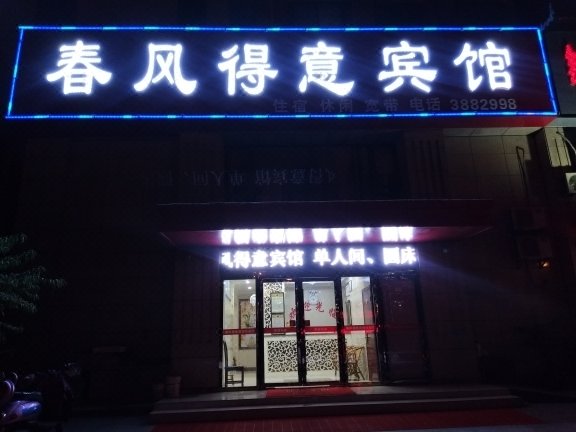 春风得意宾馆
住宿 休闲 宽带 电话 3882998
风得意宾馆 单人间、圆床